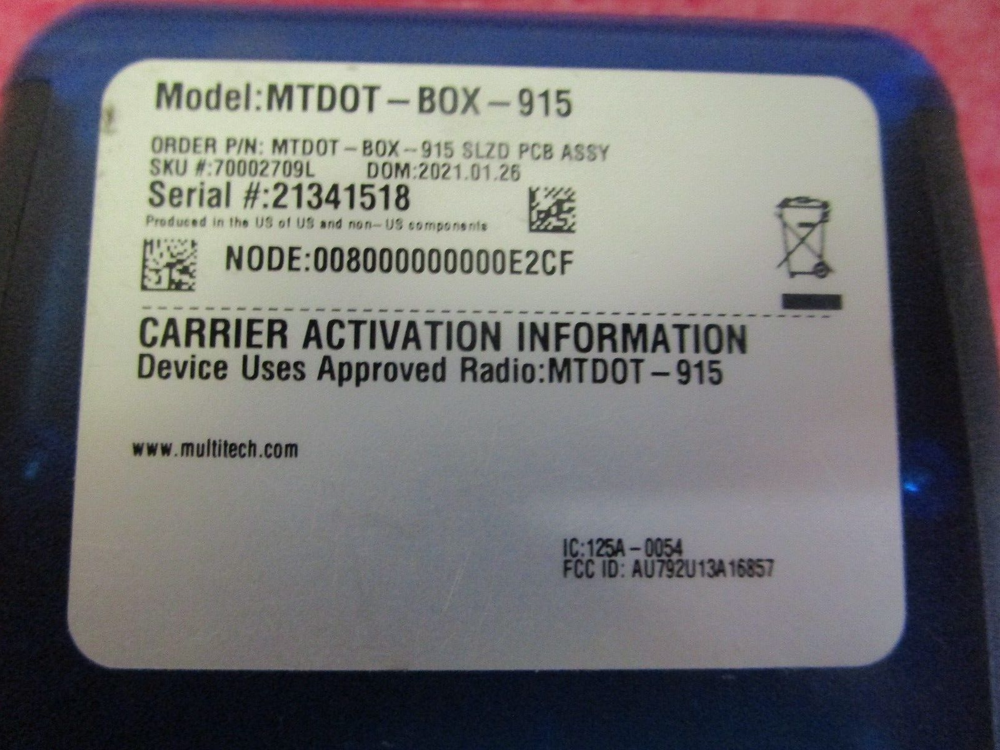 Model:MTDOT-BOX-915
ORDER P/N: MTDOT-BOX-915 SLZD PCB ASSY
SKU #:70002709L DOM:2021.01.26
Serial #:21341518
Produced in the US of US and non-US components
NODE:008000000000E2CF
CARRIER ACTIVATION INFORMATION
Device Uses Approved Radio:MTDOT-915
www.multitech.com
IC:125A-0054
FCC ID: AU792U13A16857